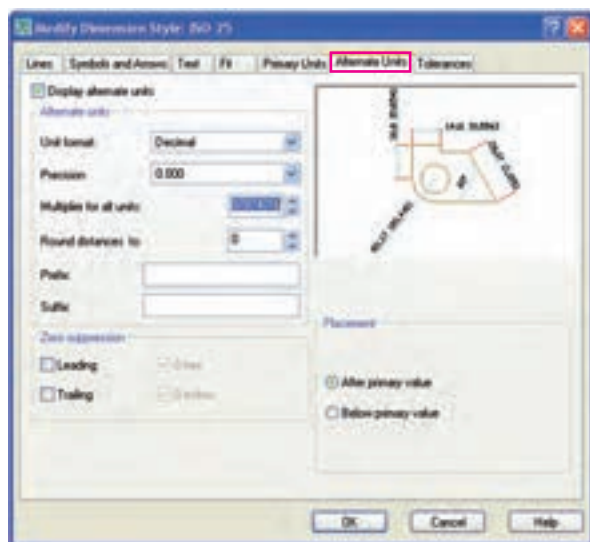 Modify Dimension Style: ISO-25
Lines Symbols and Arrows Text Fit Primary Units Alternate Units Tolerances
Display alternate units
Alternate units
Unit format: Decimal
Precision 0.000
Multiplier for all units:
Round distances to: 0
Prefix:
Suffix:
Zero suppression
Leading
Trailing
Placement
After primary value
Below primary value
OK Cancel Help